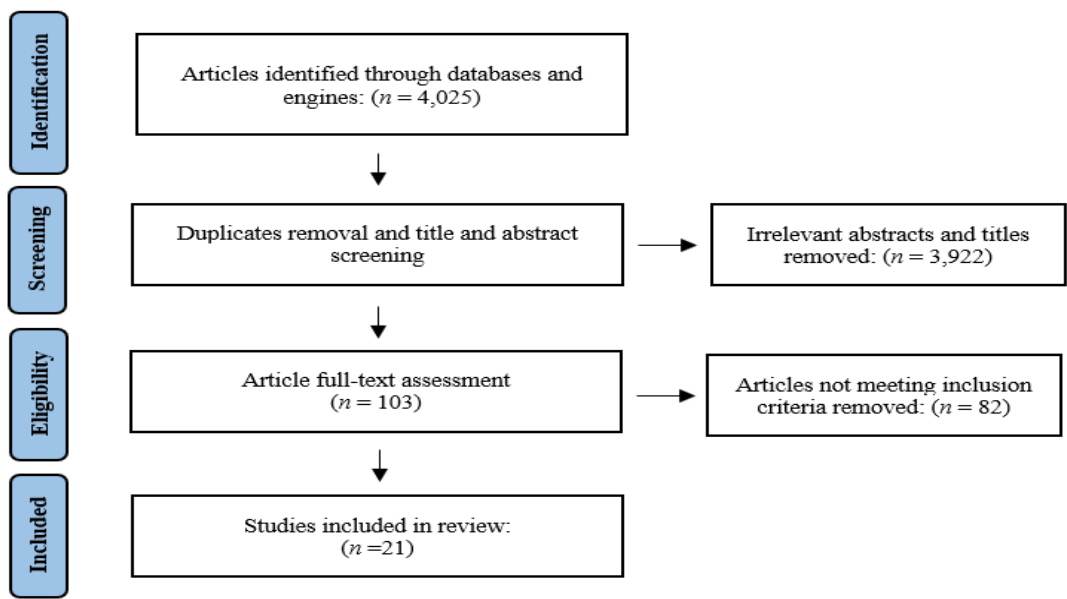 Identification
Articles identified through databases and
engines: (n = 4,025)
Screening
Duplicates removal and title and abstract
screening
Irrelevant abstracts and titles
removed: (n = 3,922)
Eligibility
Article full-text assessment
(n = 103)
Articles not meeting inclusion
criteria removed: (n = 82)
Included
Studies included in review:
(n =21)